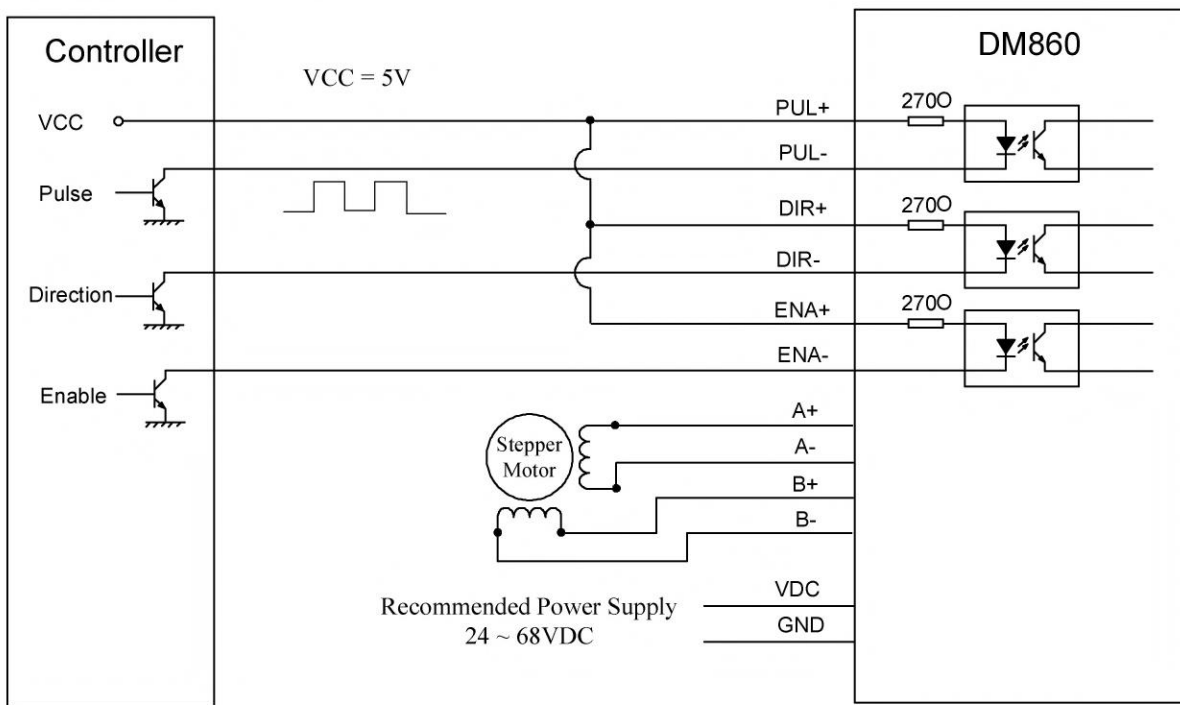 Controller
DM860
VCC = 5V
VCC
PUL+
270O
Pulse
PUL-
DIR+
270O
Direction
DIR-
ENA+
270O
Enable
ENA-
Stepper
Motor
A+
A-
B+
B-
Recommended Power Supply
24 ~ 68VDC
VDC
GND